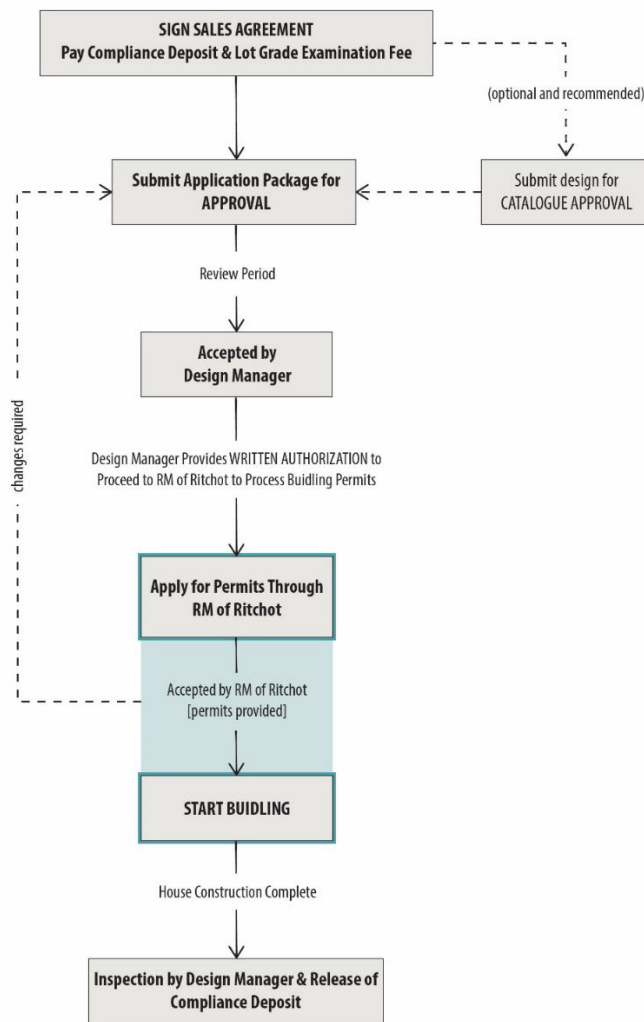 SIGN SALES AGREEMENT
Pay Compliance Deposit & Lot Grade Examination Fee
(optional and recommended)
Submit Application Package for
APPROVAL
Submit design for
CATALOGUE APPROVAL
Review Period
Accepted by
Design Manager
changes required
Design Manager Provides WRITTEN AUTHORIZATION to
Proceed to RM of Ritchot to Process Buidling Permits
Apply for Permits Through
RM of Ritchot
Accepted by RM of Ritchot
[permits provided]
START BUIDLING
House Construction Complete
Inspection by Design Manager & Release of
Compliance Deposit